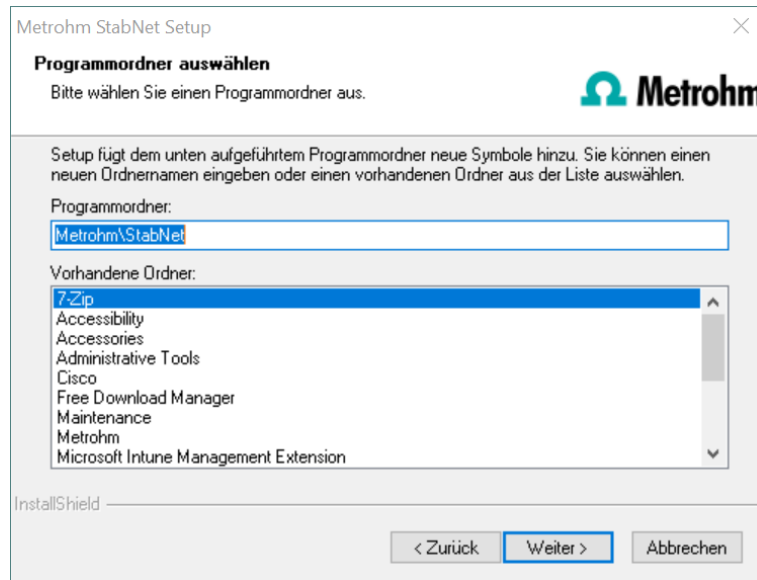 Metrohm StabNet Setup
Programmordner auswählen
Bitte wählen Sie einen Programmordner aus.
Metrohm
Setup fügt dem unten aufgeführtem Programmordner neue Symbole hinzu. Sie können einen
neuen Ordnernamen eingeben oder einen vorhandenen Ordner aus der Liste auswählen.
Programmordner:
Metrohm\StabNet
Vorhandene Ordner:
7-Zip
Accessibility
Accessories
Administrative Tools
Cisco
Free Download Manager
Maintenance
Metrohm
Microsoft Intune Management Extension
InstallShield
< Zurück
Weiter >
Abbrechen